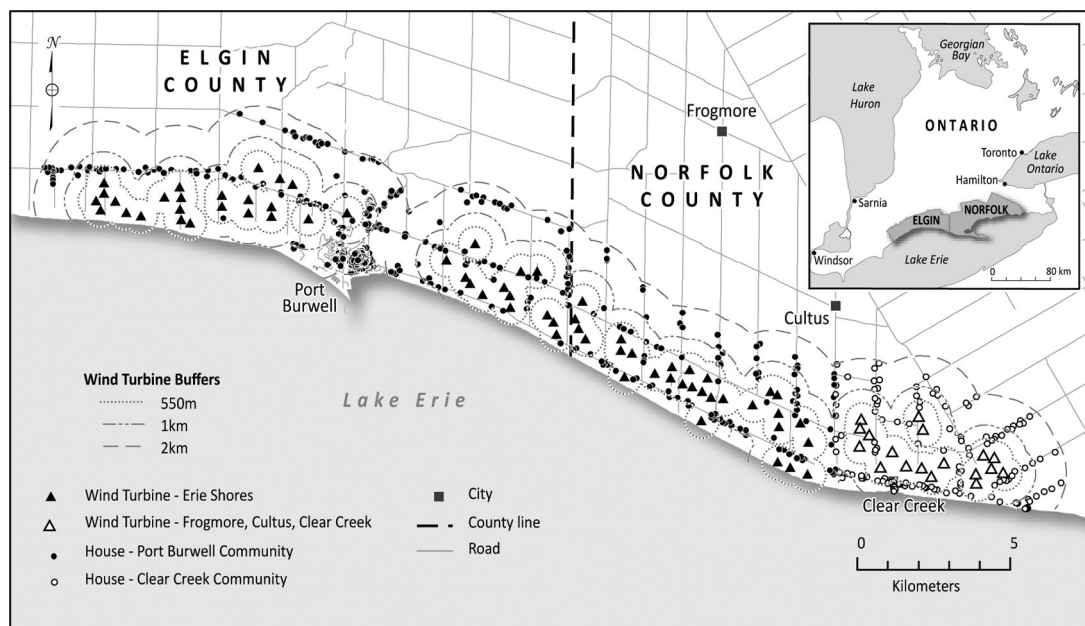 N
ELGIN
COUNTY
Frogmore
NORFOLK
COUNTY
Port
Burwell
Cultus
Clear Creek
Lake Erie
Georgian
Bay
Lake
Huron
ONTARIO
Toronto
Lake
Ontario
Hamilton
Sarnia
NORFOLK
ELGIN
Windsor
Lake Erie
0 80 km
Wind Turbine Buffers
550m
1km
2km
Wind Turbine - Erie Shores
Wind Turbine - Frogmore, Cultus, Clear Creek
House - Port Burwell Community
House - Clear Creek Community
City
County line
Road
0 5
Kilometers